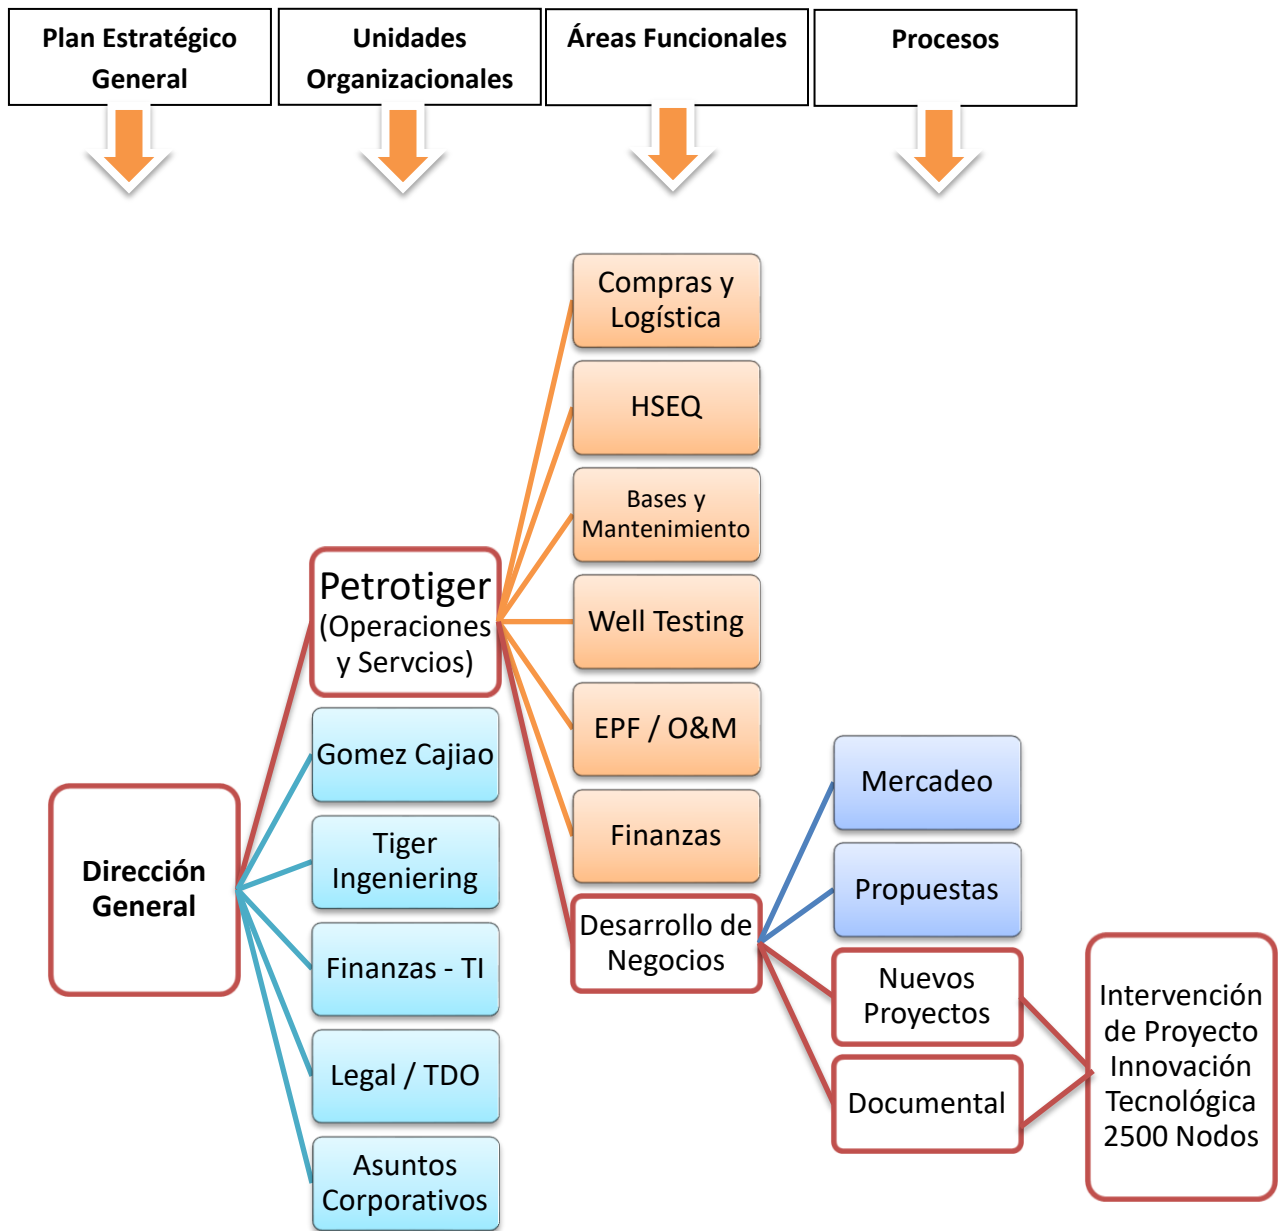 Plan Estratégico
General
Unidades
Organizacionales
Áreas Funcionales
Procesos
Compras y
Logística
HSEQ
Bases y
Mantenimiento
Petrotiger
(Operaciones
y Servcios)
Well Testing
EPF / O&M
Gomez Cajiao
Finanzas
Tiger
Ingeniering
Dirección
General
Desarrollo de
Negocios
Finanzas - TI
Legal / TDO
Asuntos
Corporativos
Mercadeo
Propuestas
Nuevos
Proyectos
Documental
Intervención
de Proyecto
Innovación
Tecnológica
2500 Nodos